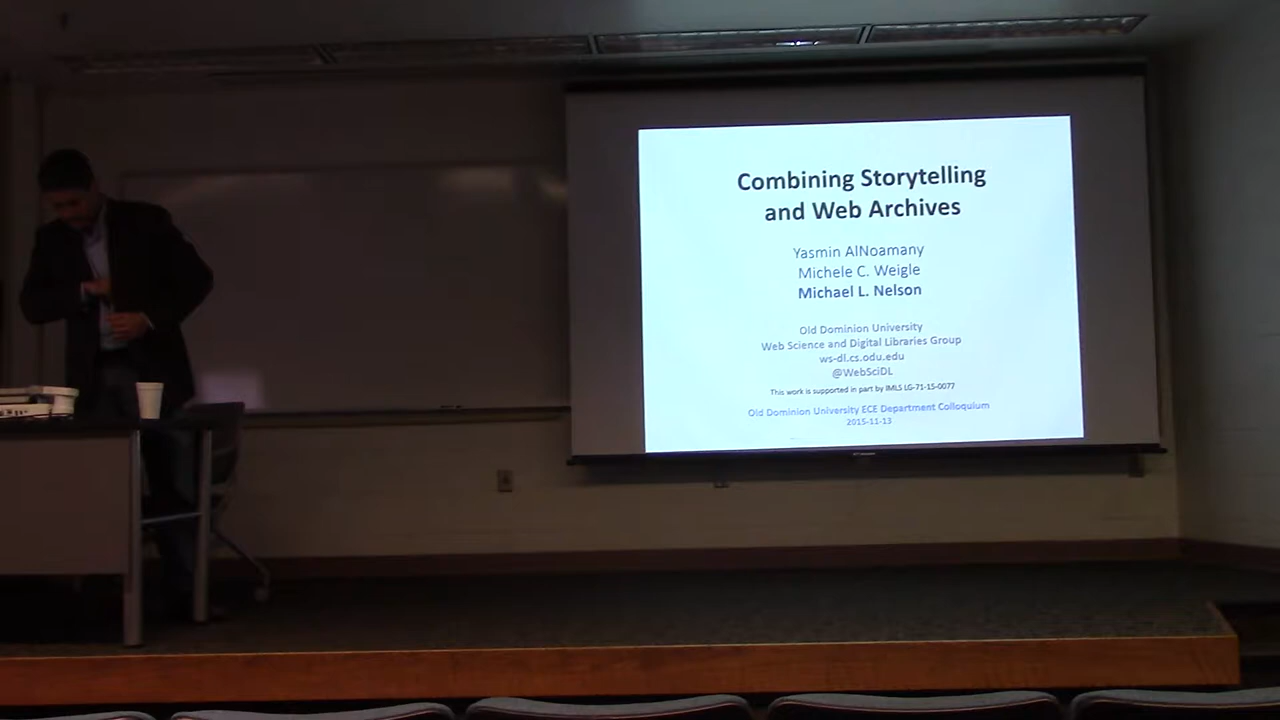 Combining Storytelling
and Web Archives
Yasmin AlNoamany
Michele C. Weigle
Michael L. Nelson
Old Dominion University
Web Science and Digital Libraries Group
ws-dl.cs.odu.edu
@WebSciDL
This work is supported in part by IMLS LG-71-15-0077
Old Dominion University ECE Department Colloquium
2015-11-13